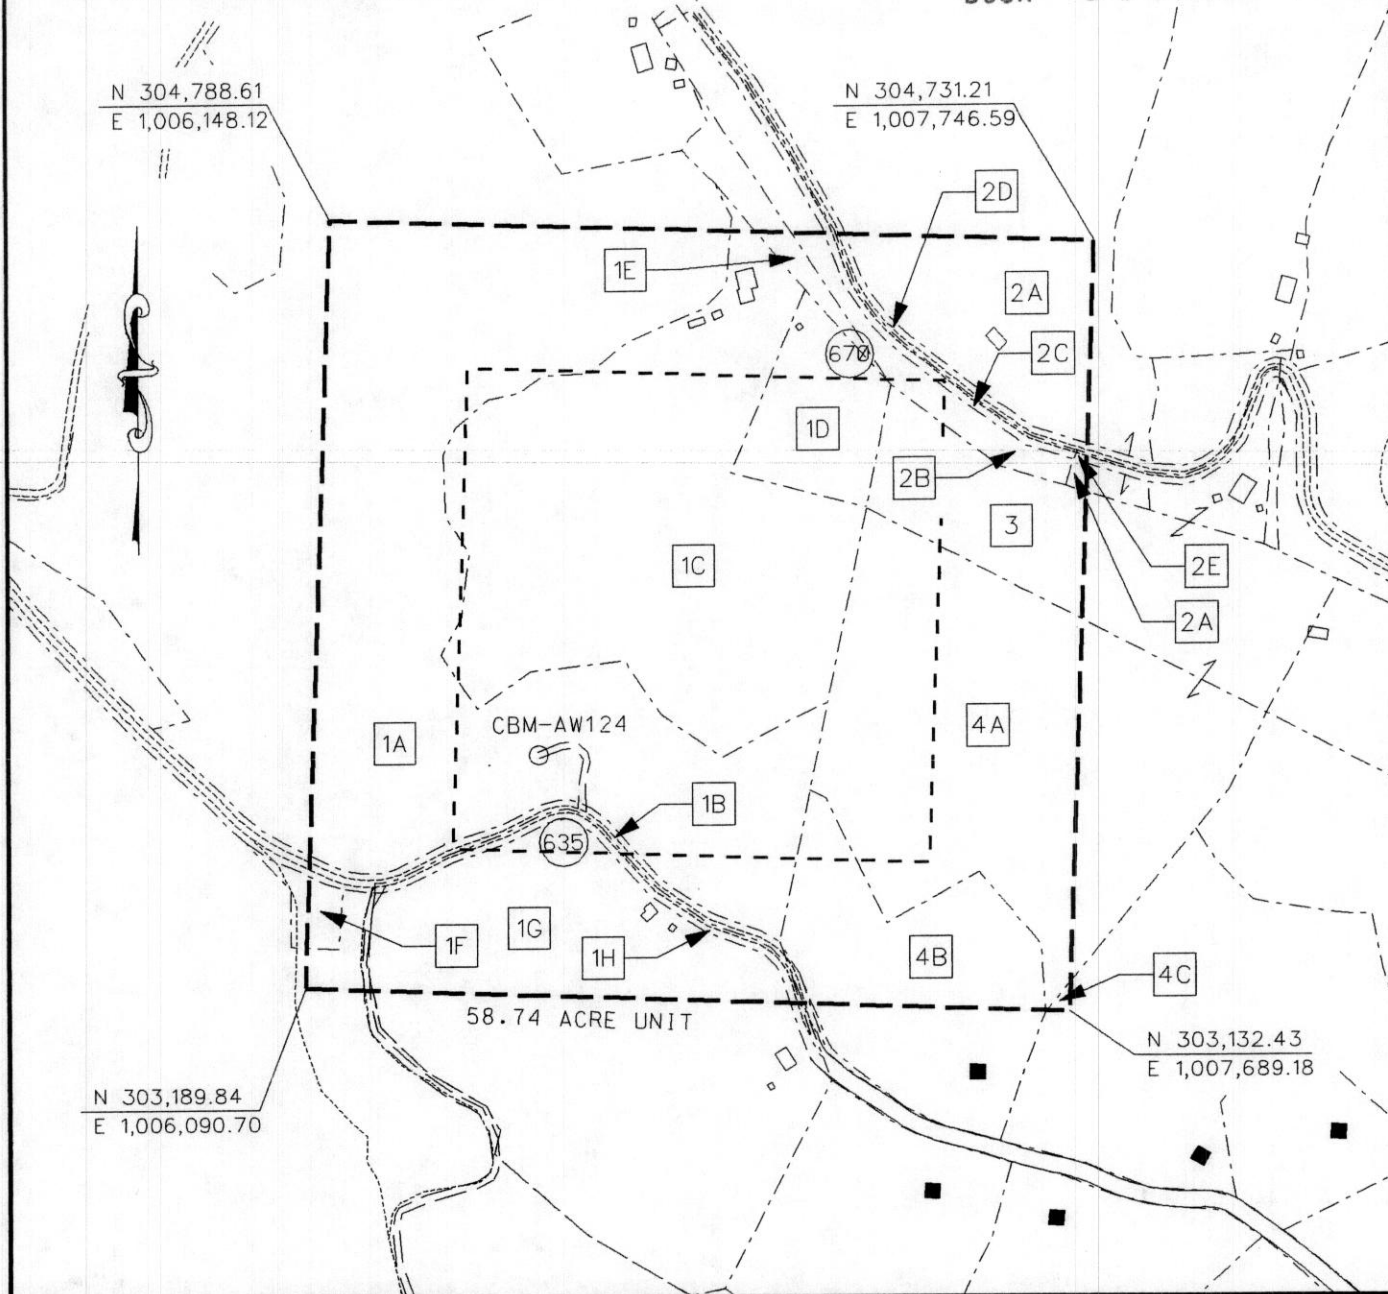 N 304,788.61
E 1,006,148.12
N 304,731.21
E 1,007,746.59
2D
1E
2A
670
2C
1D
2B
3
1C
2E
2A
CBM-AW124
1A
4A
1B
635
1G
1F
1H
4B
4C
58.74 ACRE UNIT
N 303,132.43
E 1,007,689.18
N 303,189.84
E 1,006,090.70